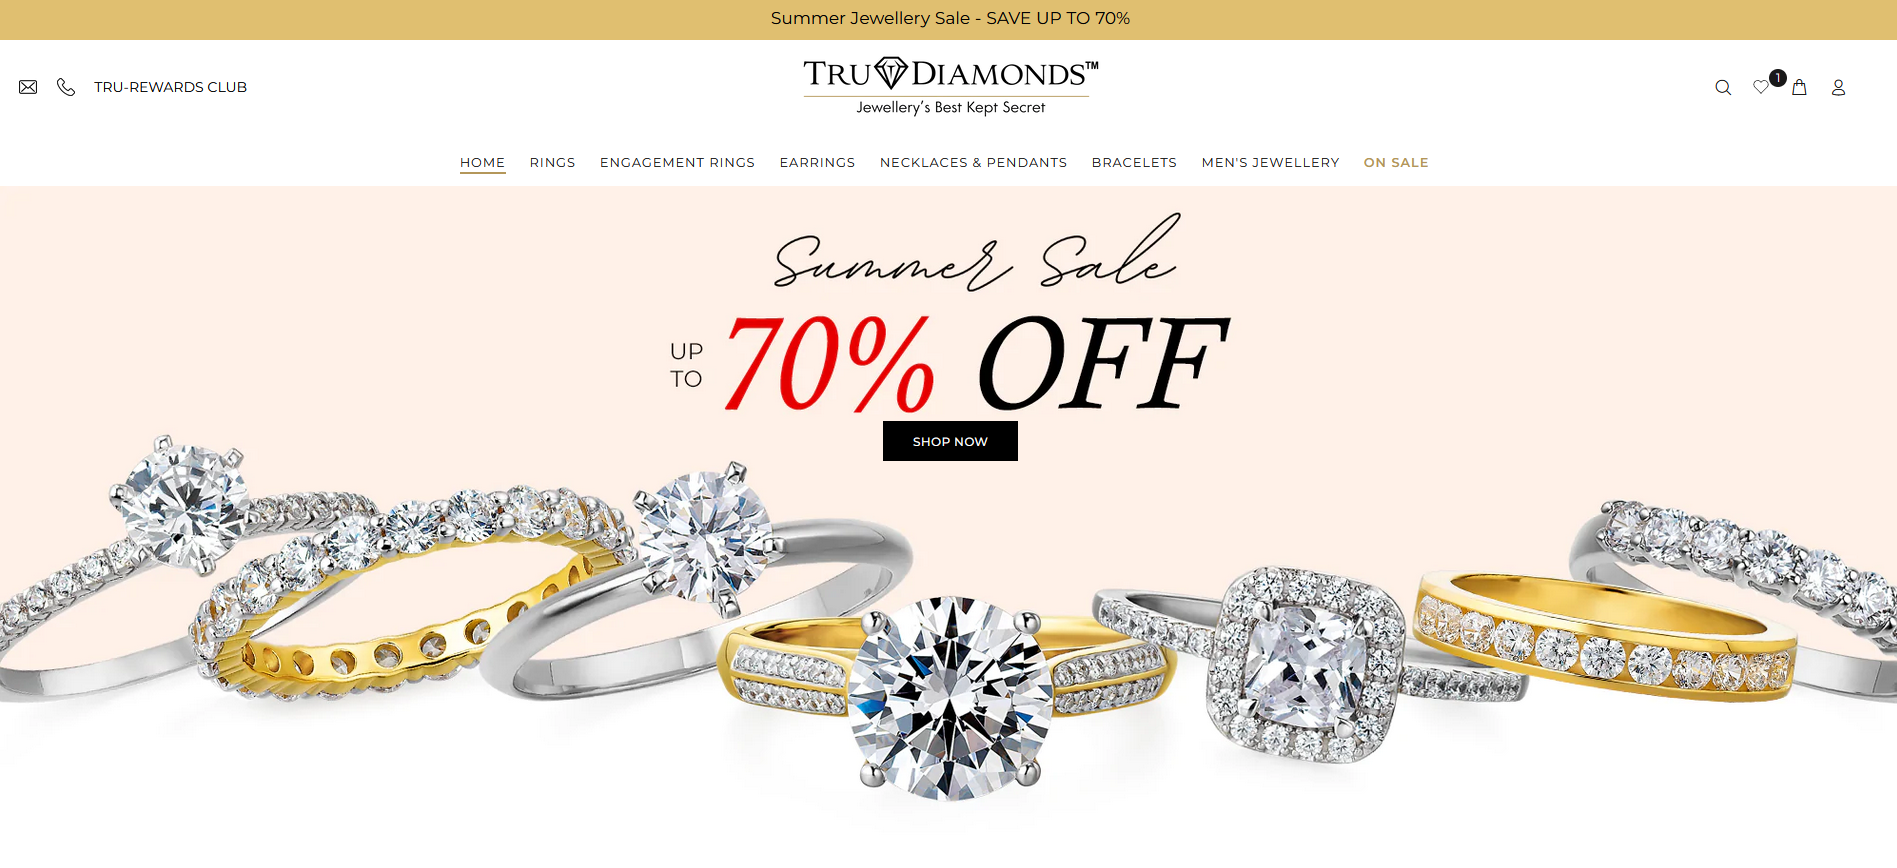 Summer Jewellery Sale - SAVE UP TO 70%
TRU-REWARDS CLUB
TRU DIAMONDS™
Jewellery's Best Kept Secret
1
HOME RINGS ENGAGEMENT RINGS EARRINGS NECKLACES & PENDANTS BRACELETS MEN'S JEWELLERY ON SALE
Summer Sale
UP TO 70% OFF
SHOP NOW